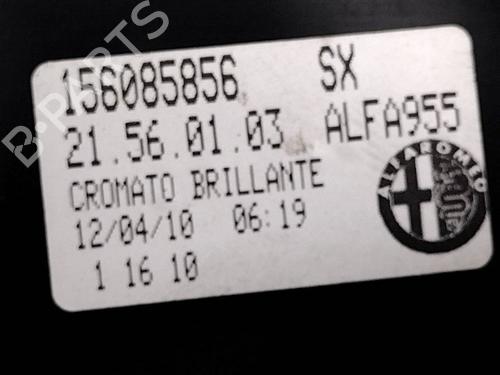 B-PARTS
156085856 SX
21.56.01.03 ALFA955
CROMATO BRILLANTE
12/04/10 06:19
1 16 10
ALFA ROMEO